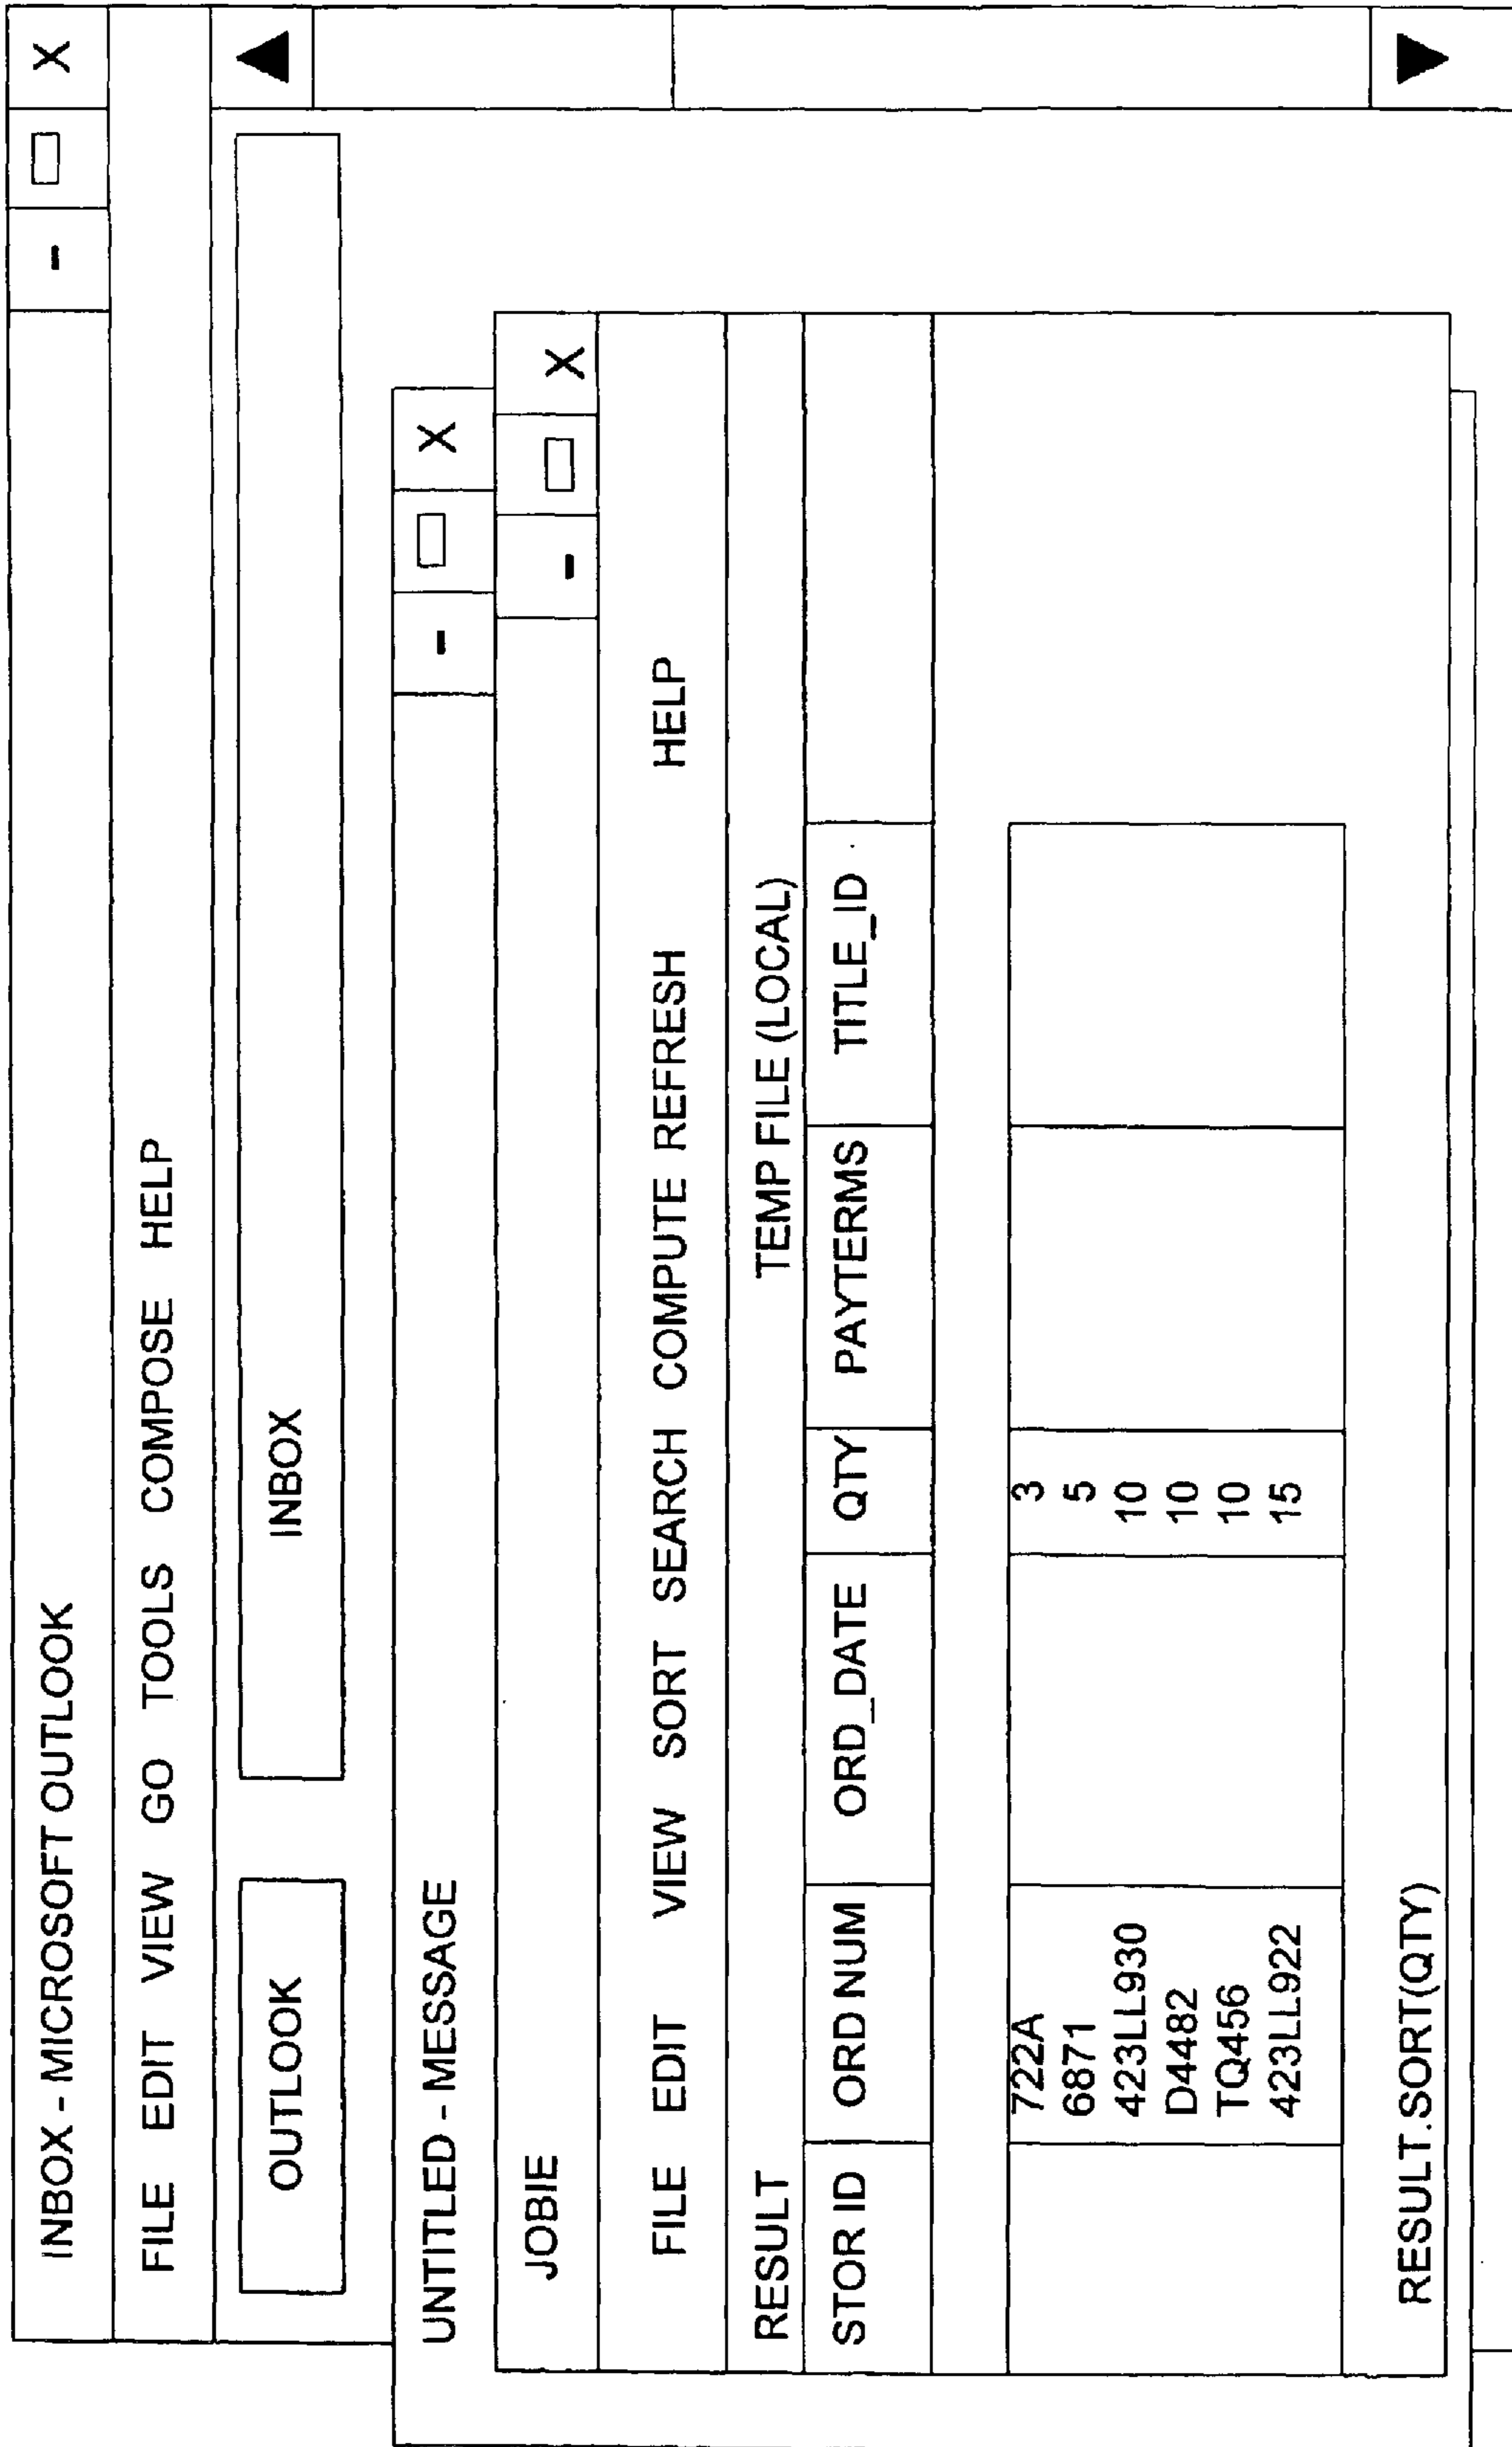 INBOX - MICROSOFT OUTLOOK - X
FILE EDIT VIEW GO TOOLS COMPOSE HELP
OUTLOOK INBOX
UNTITLED - MESSAGE - X
JOBIE - X
FILE EDIT VIEW SORT SEARCH COMPUTE REFRESH HELP
RESULT TEMP FILE (LOCAL)
STOR ID ORD NUM ORD_DATE QTY PAYTERMS TITLE_ID
722A 3
6871 5
423LL930 10
D4482 10
TQ456 10
423LL922 15
RESULT.SORT(QTY)